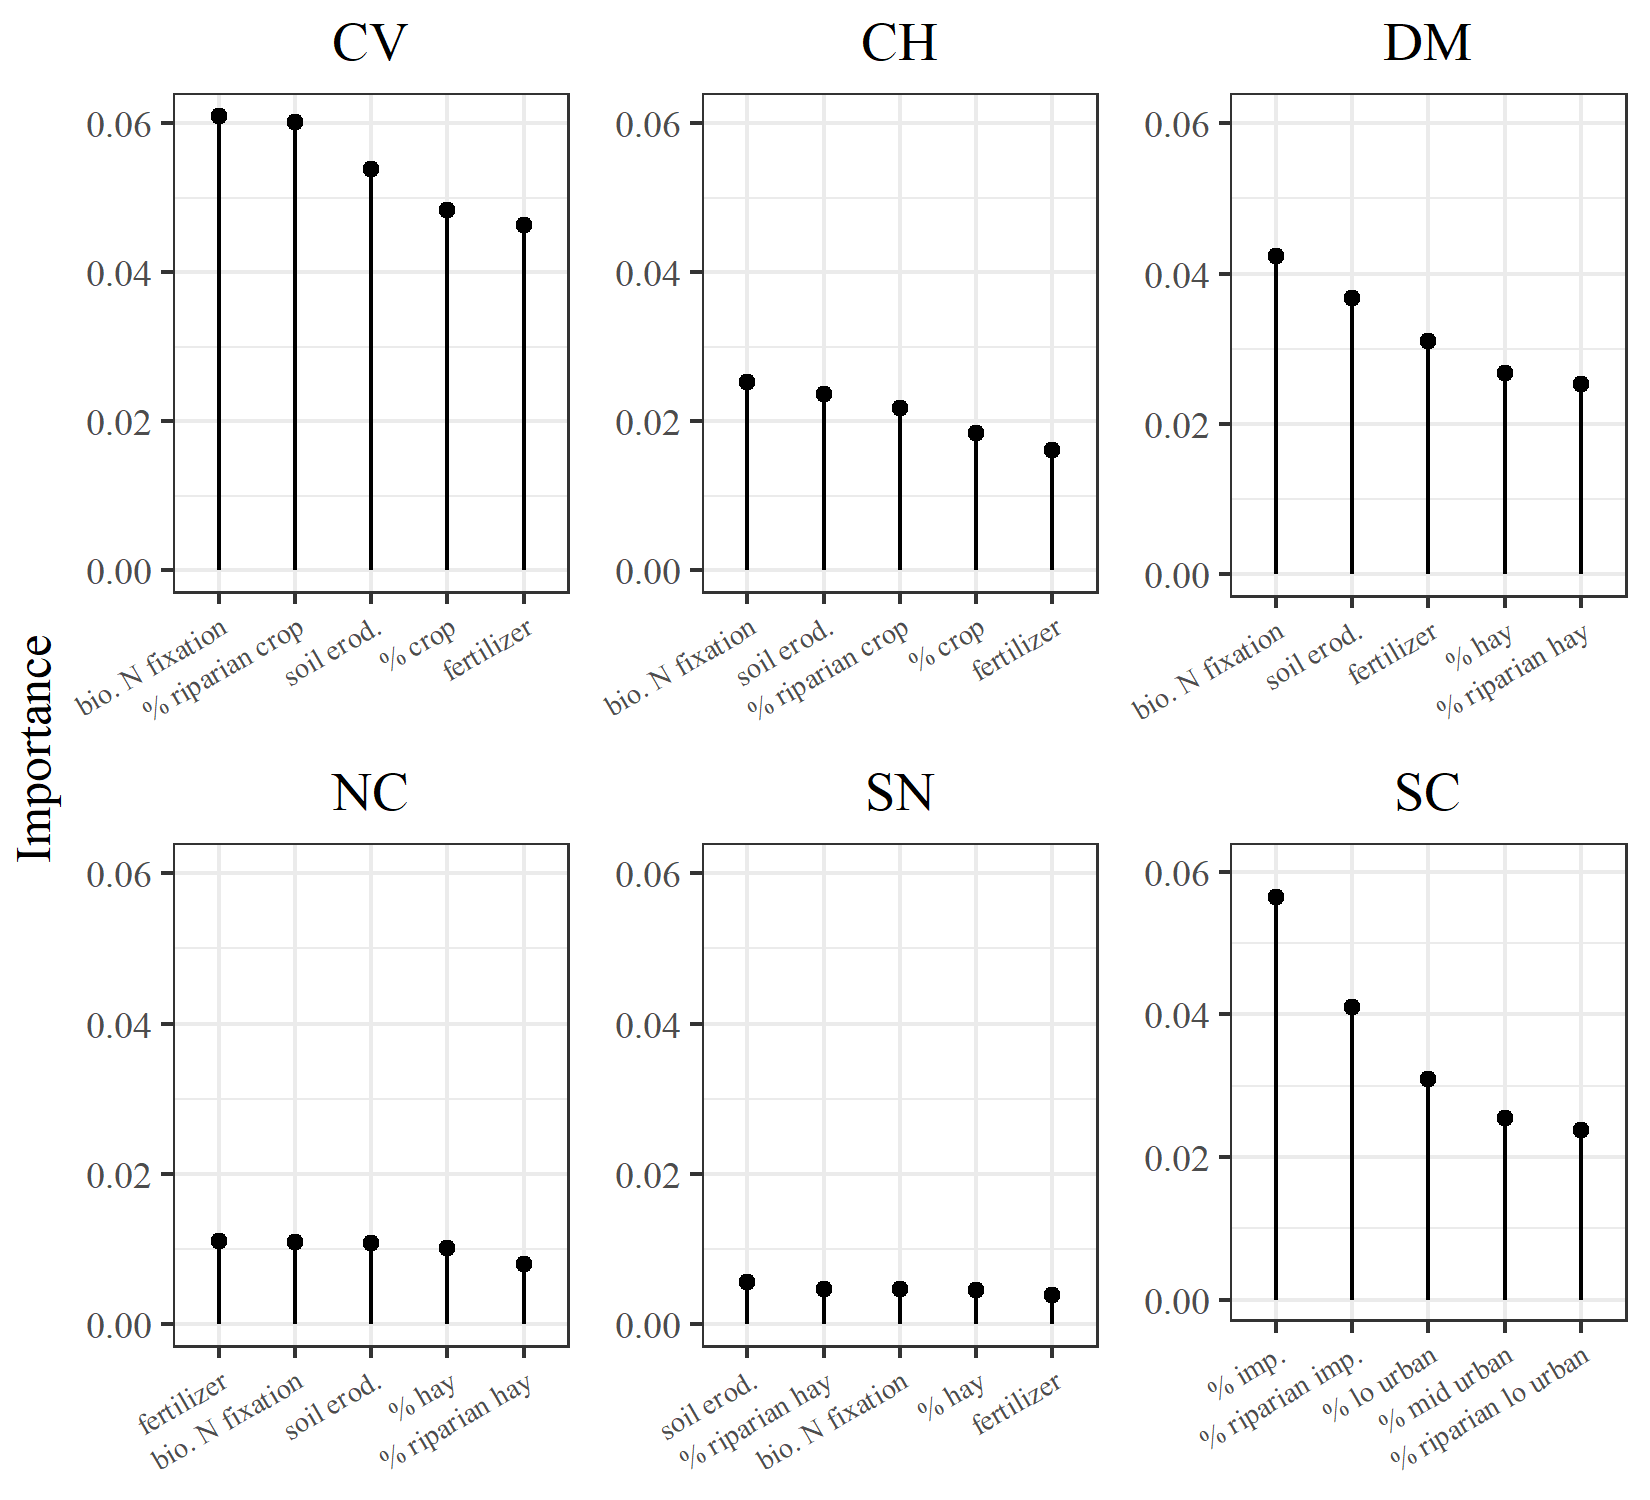 CV
CH
DM
0.06
0.04
0.02
0.00
bio. N fixation
% riparian crop
soil erod.
% crop
fertilizer
0.06
0.04
0.02
0.00
bio. N fixation
soil erod.
% riparian crop
% crop
fertilizer
0.06
0.04
0.02
0.00
bio. N fixation
soil erod.
fertilizer
% hay
% riparian hay
Importance
NC
SN
SC
0.06
0.04
0.02
0.00
fertilizer
bio. N fixation
soil erod.
% hay
% riparian hay
0.06
0.04
0.02
0.00
soil erod.
% riparian hay
bio. N fixation
% hay
fertilizer
0.06
0.04
0.02
0.00
% imp.
% riparian imp.
% lo urban
% mid urban
% riparian lo urban